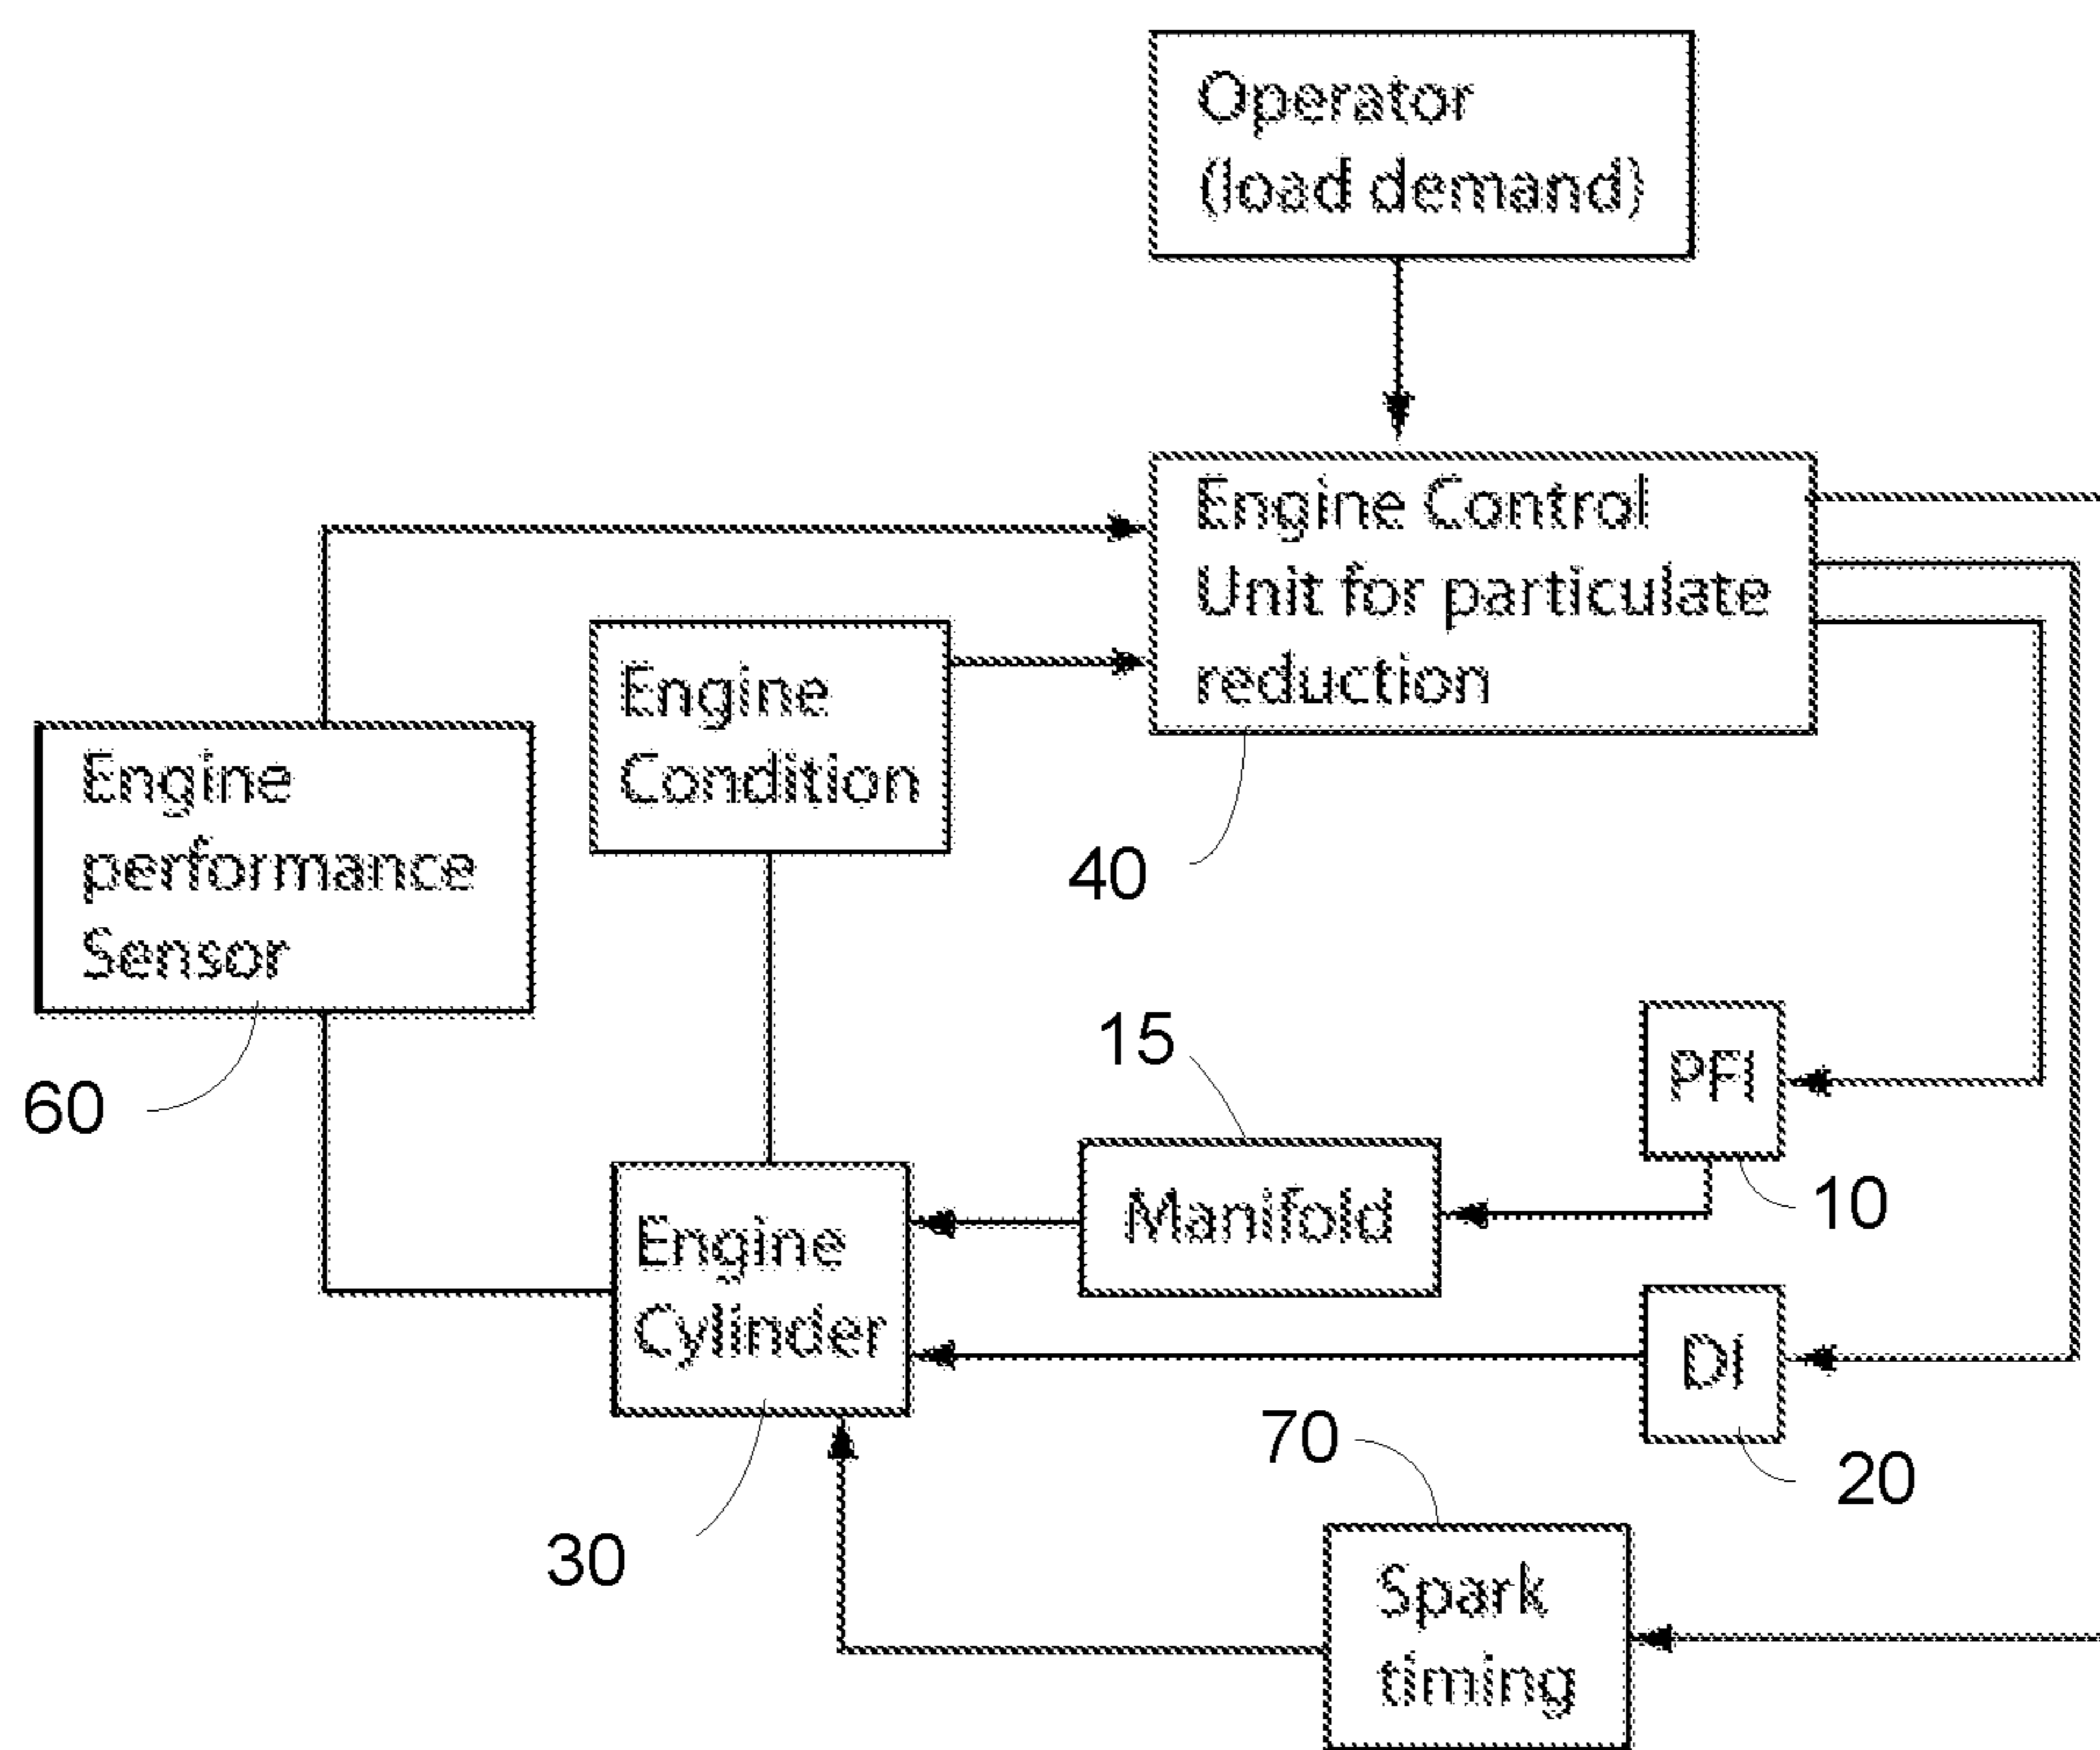 Operator
(load demand)
Engine Control
Unit for particulate
reduction
40
Engine
Condition
Engine
performance
Sensor
60
15
PFI
10
Manifold
Engine
Cylinder
30
DI
20
70
Spark
timing